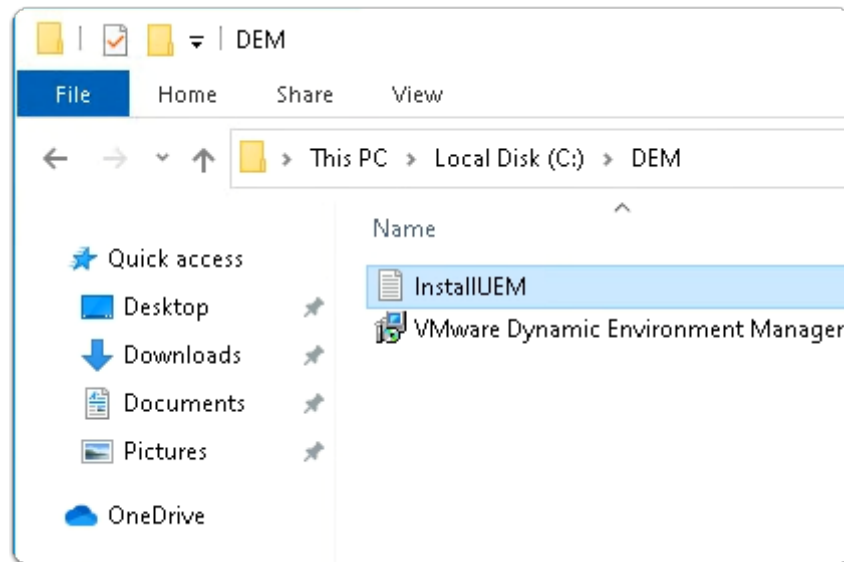 DEM
File Home Share View
This PC > Local Disk (C:) > DEM
Name
Quick access
InstallUEM
Desktop
VMware Dynamic Environment Manager
Downloads
Documents
Pictures
OneDrive